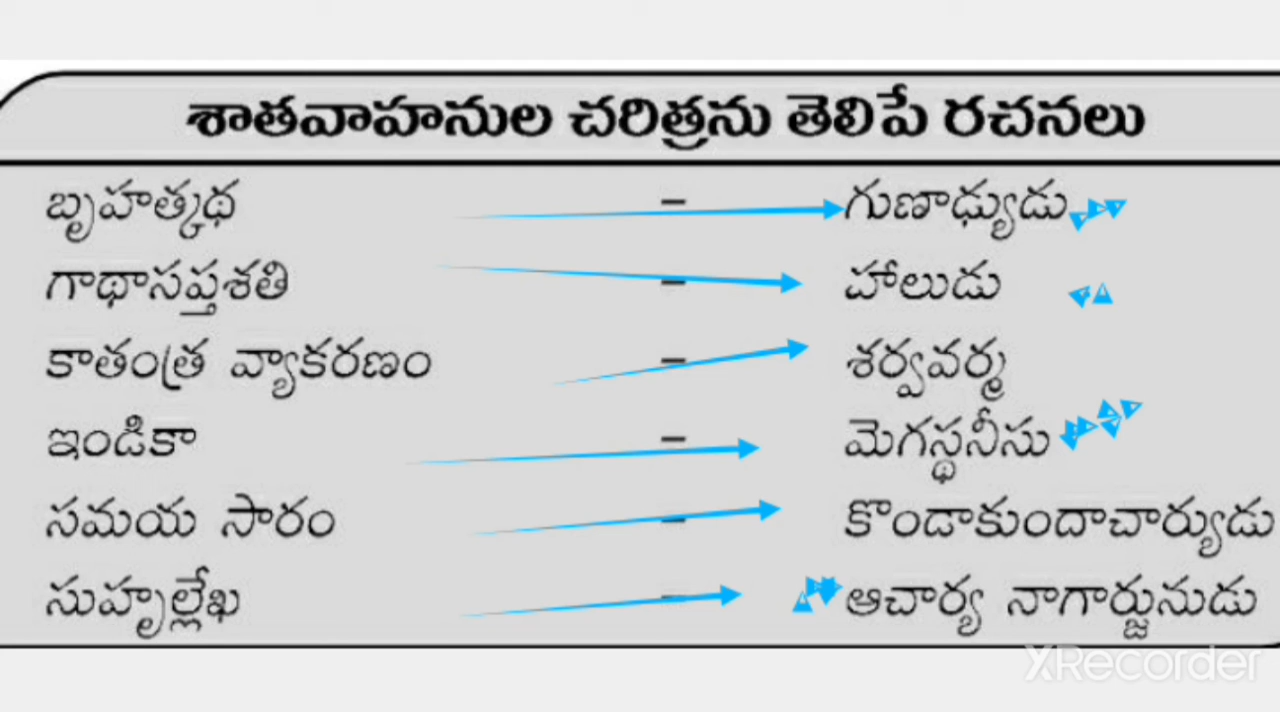 శాతవాహనుల చరిత్రను తెలిపే రచనలు
బృహత్కథ – గుణాఢ్యుడు
గాథాసప్తశతి – హాలుడు
కాతంత్ర వ్యాకరణం – శర్వవర్మ
ఇండికా – మెగస్థనీసు
సమయ సారం – కొండాకుందాచార్యుడు
సుహృల్లేఖ – ఆచార్య నాగార్జునుడు
XRecorder